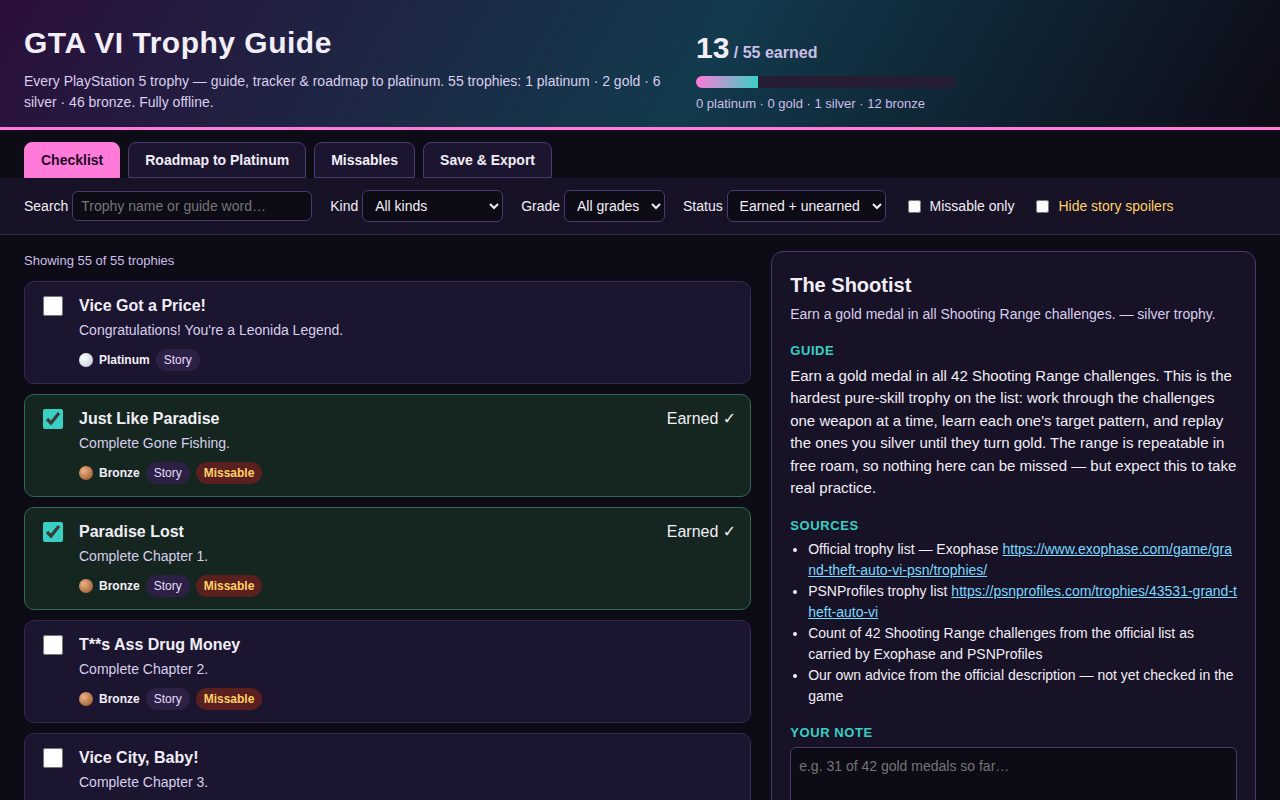 GTA VI Trophy Guide
Every PlayStation 5 trophy — guide, tracker & roadmap to platinum. 55 trophies: 1 platinum · 2 gold · 6
silver · 46 bronze. Fully offline.
13 / 55 earned
0 platinum · 0 gold · 1 silver · 12 bronze
Checklist
Roadmap to Platinum
Missables
Save & Export
Search Trophy name or guide word… Kind All kinds Grade All grades Status Earned + unearned Missable only Hide story spoilers
Showing 55 of 55 trophies
Vice Got a Price!
Congratulations! You're a Leonida Legend.
Platinum Story
Just Like Paradise Earned ✓
Complete Gone Fishing.
Bronze Story Missable
Paradise Lost Earned ✓
Complete Chapter 1.
Bronze Story Missable
T**s Ass Drug Money
Complete Chapter 2.
Bronze Story Missable
Vice City, Baby!
Complete Chapter 3.
The Shootist
Earn a gold medal in all Shooting Range challenges. — silver trophy.
GUIDE
Earn a gold medal in all 42 Shooting Range challenges. This is the
hardest pure-skill trophy on the list: work through the challenges
one weapon at a time, learn each one's target pattern, and replay
the ones you silver until they turn gold. The range is repeatable in
free roam, so nothing here can be missed — but expect this to take
real practice.
SOURCES
• Official trophy list — Exophase https://www.exophase.com/game/gra
nd-theft-auto-vi-psn/trophies/
• PSNProfiles trophy list https://psnprofiles.com/trophies/43531-grand-t
heft-auto-vi
• Count of 42 Shooting Range challenges from the official list as
carried by Exophase and PSNProfiles
• Our own advice from the official description — not yet checked in the
game
YOUR NOTE
e.g. 31 of 42 gold medals so far…